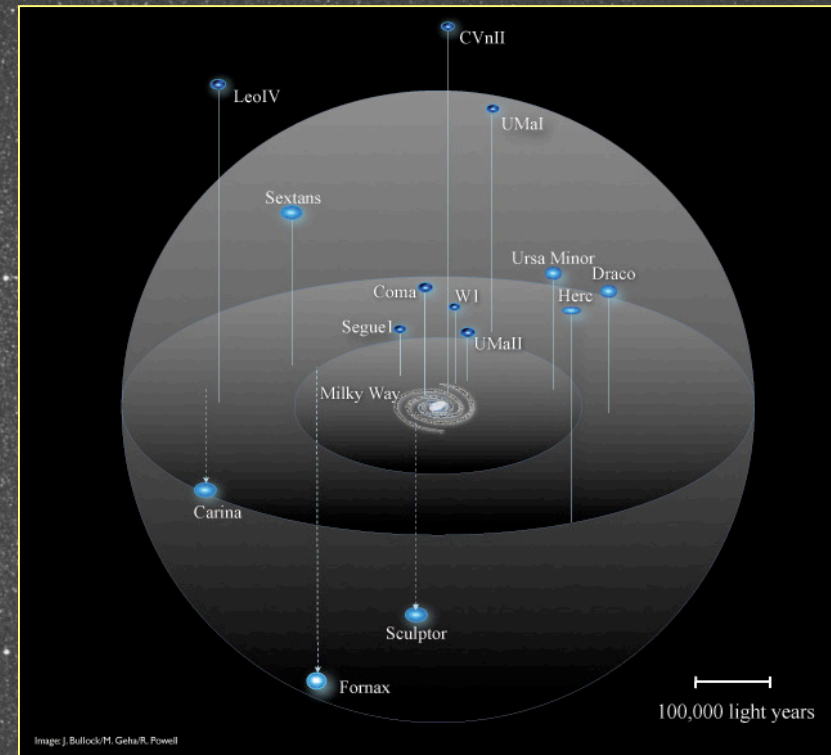 CVnII
LeoIV
UMaI
Sextans
Ursa Minor
Draco
Coma
W1
Herc
Segue1
UMaII
Milky Way
Carina
Sculptor
Fornax
100,000 light years
Image: J. Bullock/M. Geha/R. Powell